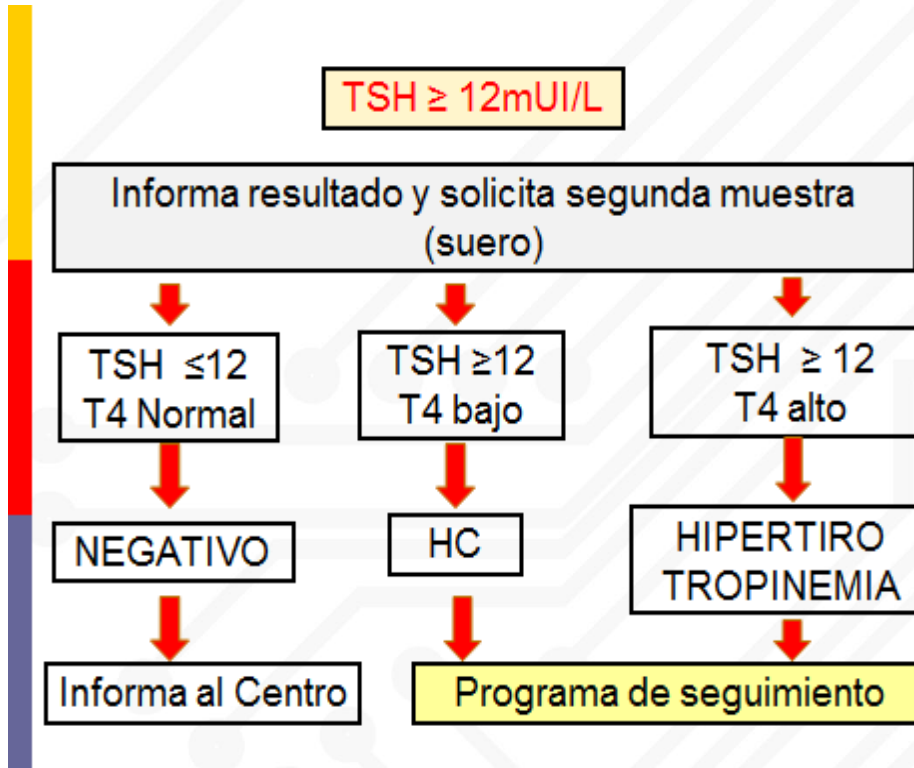 TSH ≥ 12mUI/L
Informa resultado y solicita segunda muestra
(suero)
TSH ≤12
T4 Normal
TSH ≥12
T4 bajo
TSH ≥ 12
T4 alto
NEGATIVO
HC
HIPERTIRO
TROPINEMIA
Informa al Centro
Programa de seguimiento